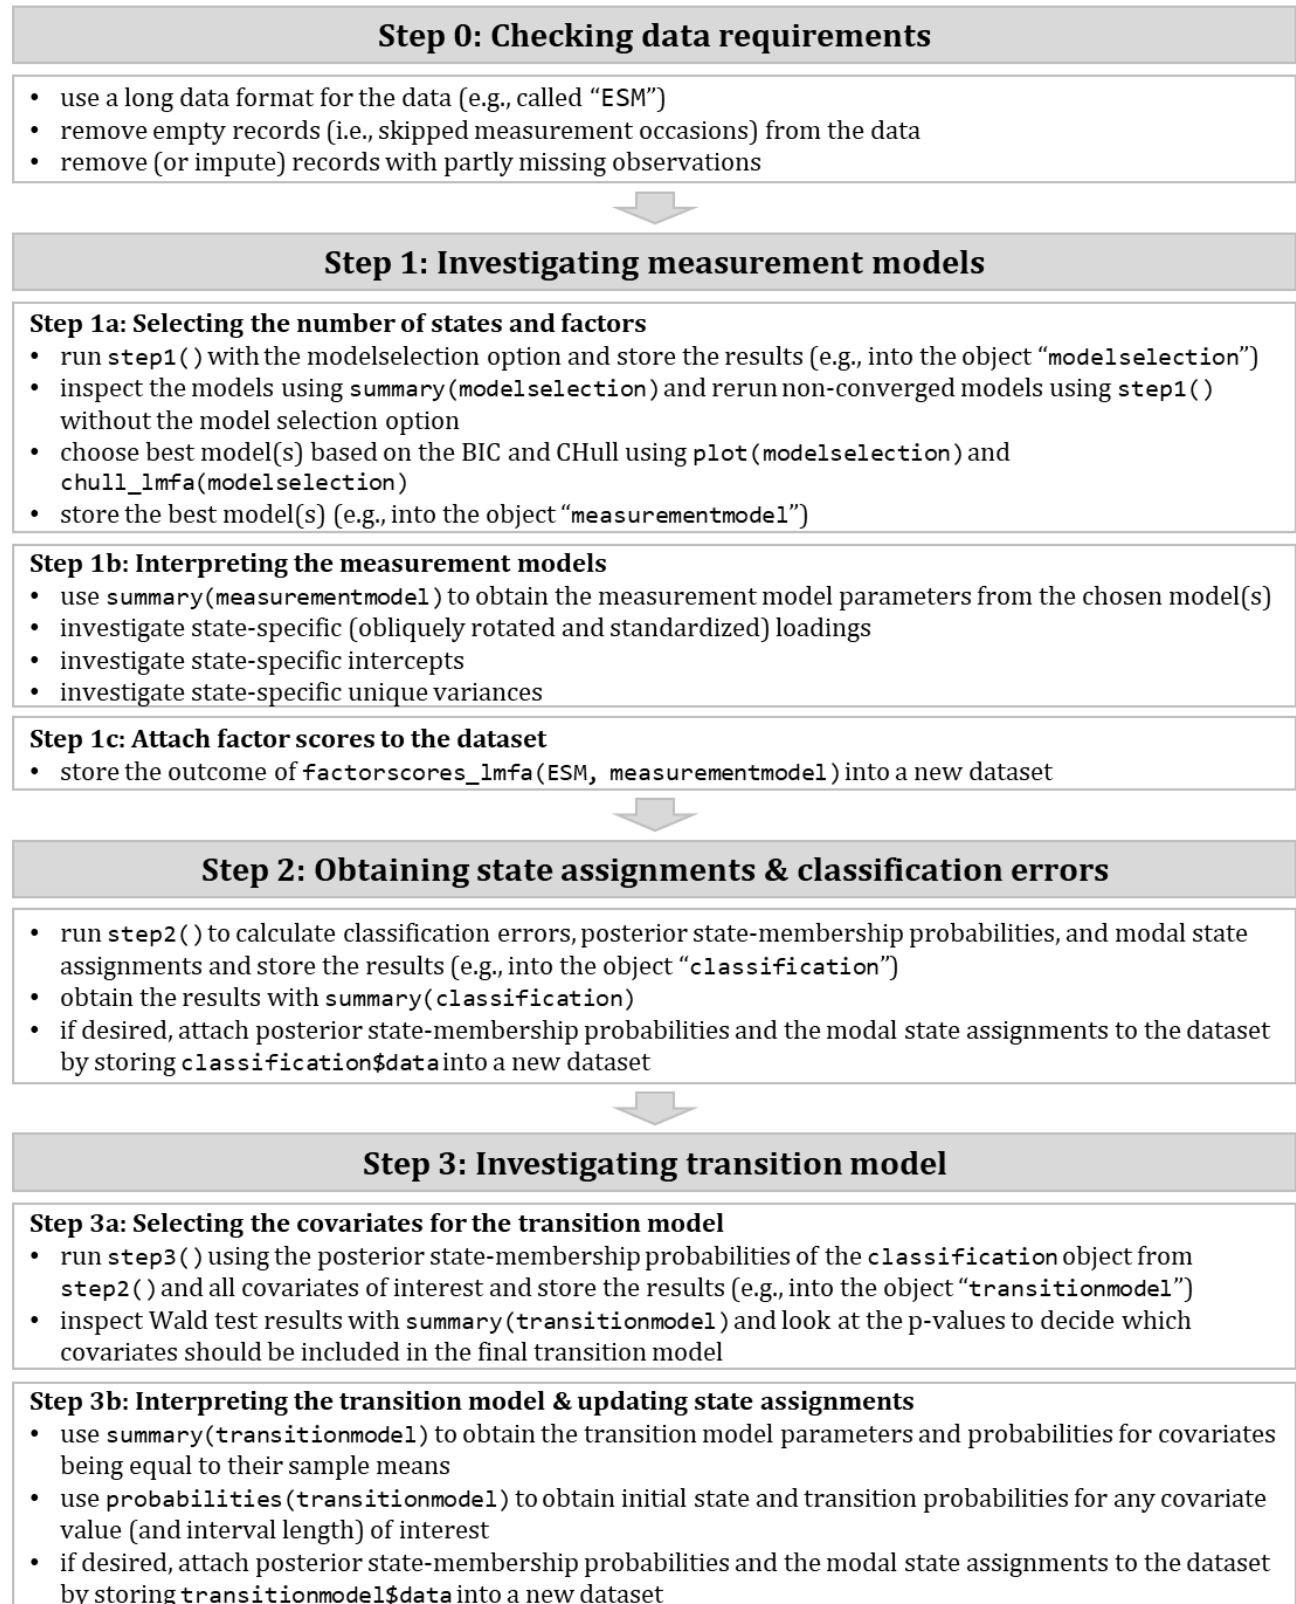 Step 0: Checking data requirements
• use a long data format for the data (e.g., called “ESM”)
• remove empty records (i.e., skipped measurement occasions) from the data
• remove (or impute) records with partly missing observations
Step 1: Investigating measurement models
Step 1a: Selecting the number of states and factors
• run step1() with the modelselection option and store the results (e.g., into the object “modelselection”)
• inspect the models using summary(modelselection) and rerun non-converged models using step1()
without the model selection option
• choose best model(s) based on the BIC and CHull using plot(modelselection) and
chull_lmfa(modelselection)
• store the best model(s) (e.g., into the object “measurementmodel”)
Step 1b: Interpreting the measurement models
• use summary(measurementmodel) to obtain the measurement model parameters from the chosen model(s)
• investigate state-specific (obliquely rotated and standardized) loadings
• investigate state-specific intercepts
• investigate state-specific unique variances
Step 1c: Attach factor scores to the dataset
• store the outcome of factorscores_lmfa(ESM, measurementmodel) into a new dataset
Step 2: Obtaining state assignments & classification errors
• run step2() to calculate classification errors, posterior state-membership probabilities, and modal state
assignments and store the results (e.g., into the object “classification”)
• obtain the results with summary(classification)
• if desired, attach posterior state-membership probabilities and the modal state assignments to the dataset
by storing classification$data into a new dataset
Step 3: Investigating transition model
Step 3a: Selecting the covariates for the transition model
• run step3() using the posterior state-membership probabilities of the classification object from
step2() and all covariates of interest and store the results (e.g., into the object “transitionmodel”)
• inspect Wald test results with summary(transitionmodel) and look at the p-values to decide which
covariates should be included in the final transition model
Step 3b: Interpreting the transition model & updating state assignments
• use summary(transitionmodel) to obtain the transition model parameters and probabilities for covariates
being equal to their sample means
• use probabilities(transitionmodel) to obtain initial state and transition probabilities for any covariate
value (and interval length) of interest
• if desired, attach posterior state-membership probabilities and the modal state assignments to the dataset
by storing transitionmodel$data into a new dataset